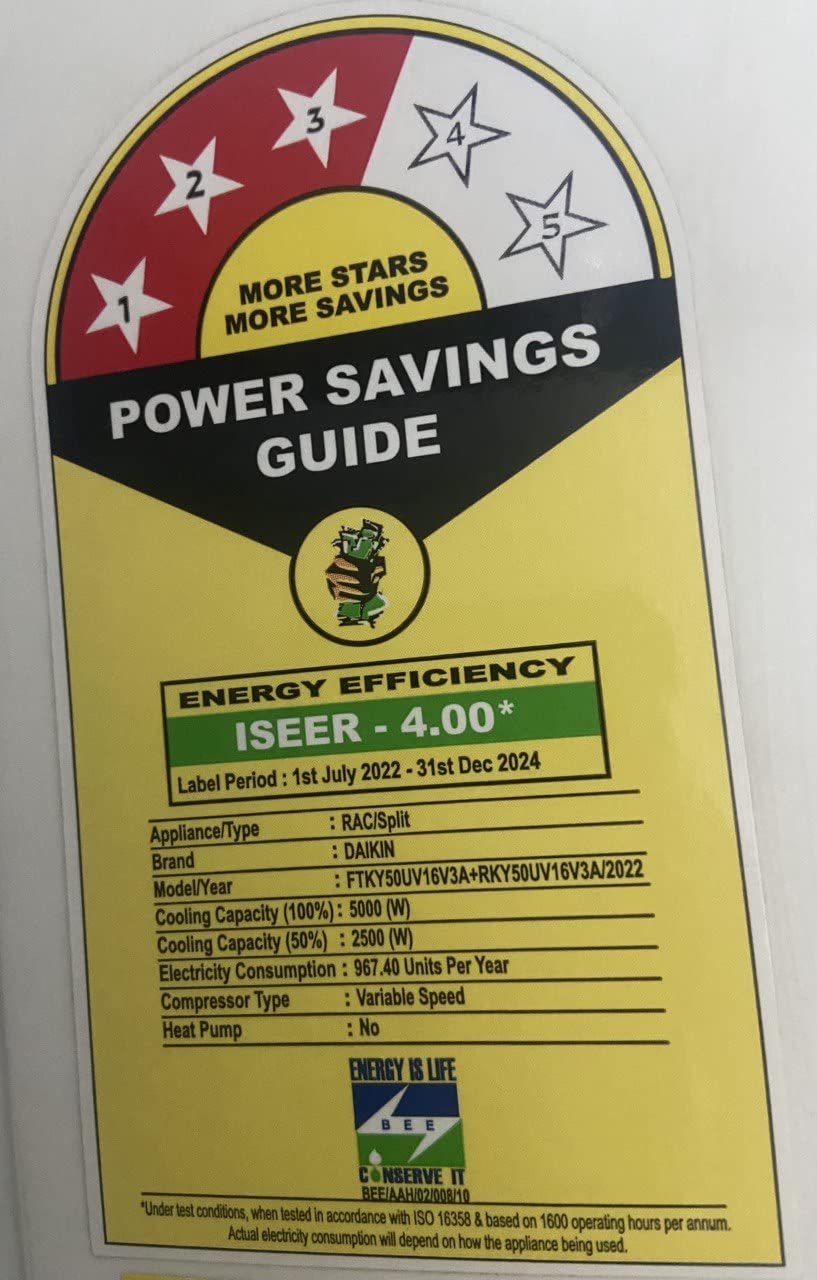 1
2
3
4
5
MORE STARS
MORE SAVINGS
POWER SAVINGS
GUIDE
ENERGY EFFICIENCY
ISEER - 4.00*
Label Period : 1st July 2022 - 31st Dec 2024
Appliance/Type : RAC/Split
Brand : DAIKIN
Model/Year : FTKY50UV16V3A+RKY50UV16V3A/2022
Cooling Capacity (100%) : 5000 (W)
Cooling Capacity (50%) : 2500 (W)
Electricity Consumption : 967.40 Units Per Year
Compressor Type : Variable Speed
Heat Pump : No
ENERGY IS LIFE
BEE
CONSERVE IT
BEE/AAH/02/008/10
*Under test conditions, when tested in accordance with ISO 16358 & based on 1600 operating hours per annum.
Actual electricity consumption will depend on how the appliance being used.